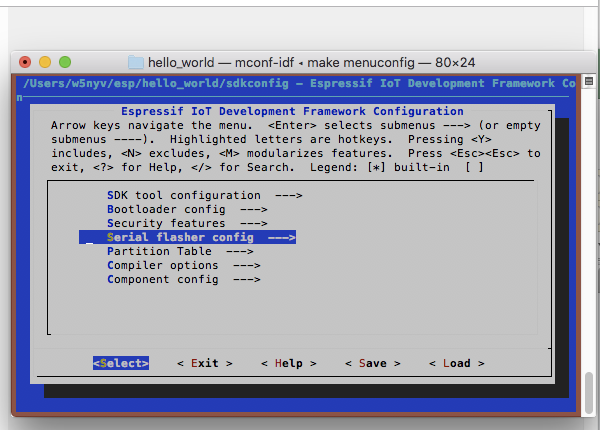 hello_world — mconf-idf ◂ make menuconfig — 80×24
/Users/w5nyv/esp/hello_world/sdkconfig - Espressif IoT Development Framework Co
n
Espressif IoT Development Framework Configuration
Arrow keys navigate the menu.  <Enter> selects submenus ---> (or empty
submenus ----).  Highlighted letters are hotkeys.  Pressing <Y>
includes, <N> excludes, <M> modularizes features.  Press <Esc><Esc> to
exit, <?> for Help, </> for Search.  Legend: [*] built-in  [ ]
SDK tool configuration  --->
Bootloader config  --->
Security features  --->
Serial flasher config  --->
Partition Table  --->
Compiler options  --->
Component config  --->
<Select>    < Exit >    < Help >    < Save >    < Load >